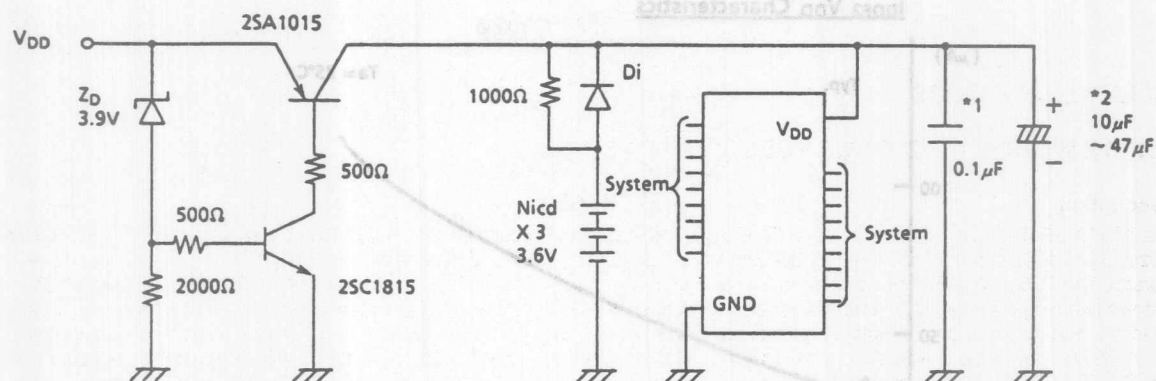 2SA1015
VDD
ZD
3.9V
500Ω
500Ω
2000Ω
2SC1815
1000Ω
Di
Nicd
X 3
3.6V
System
VDD
GND
System
*1
0.1μF
+
*2
10μF
~ 47μF
−